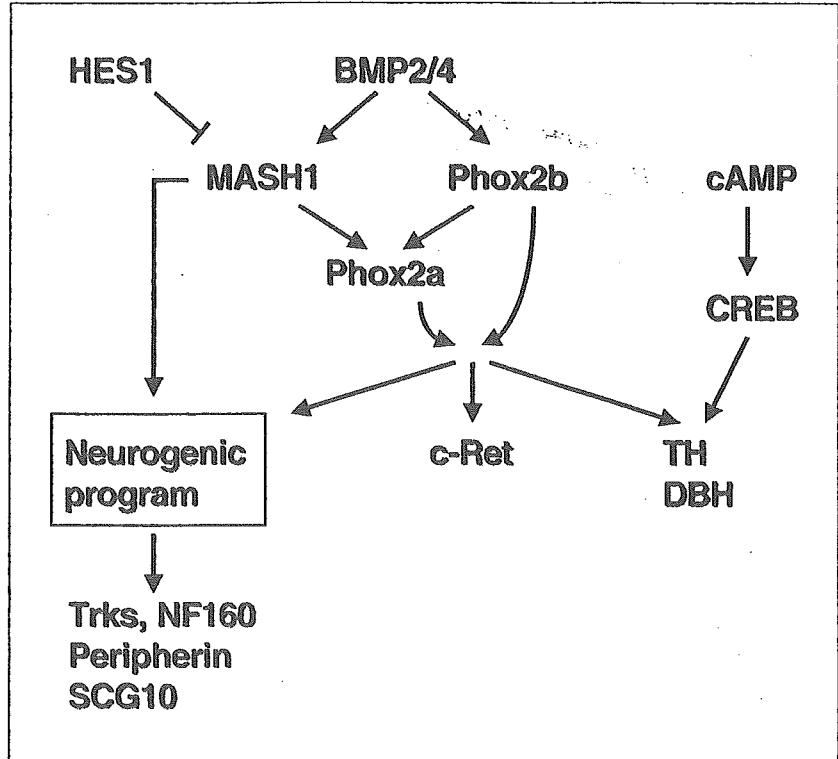 HES1 BMP2/4
MASH1 Phox2b cAMP
Phox2a
CREB
Neurogenic
program
c-Ret
TH
DBH
Trks, NF160
Peripherin
SCG10